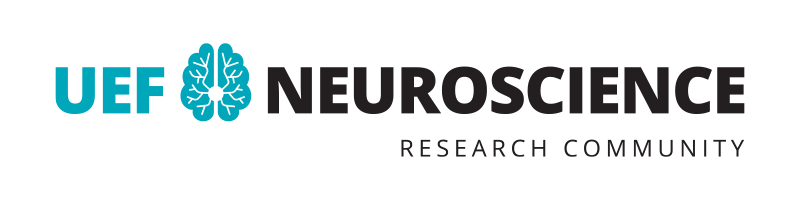 UEF NEUROSCIENCE
RESEARCH COMMUNITY